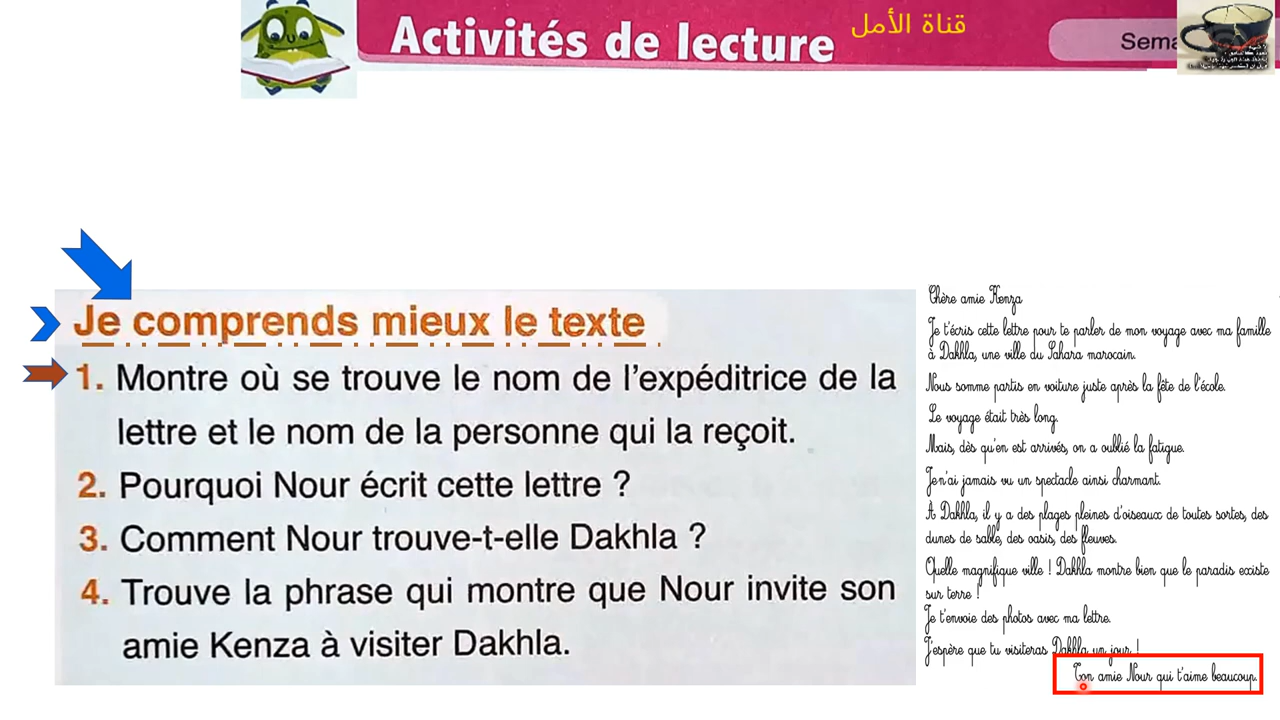 Activités de lecture
قناة الأمل
Sema
Je comprends mieux le texte
1. Montre où se trouve le nom de l'expéditrice de la
lettre et le nom de la personne qui la reçoit.
2. Pourquoi Nour écrit cette lettre ?
3. Comment Nour trouve-t-elle Dakhla ?
4. Trouve la phrase qui montre que Nour invite son
amie Kenza à visiter Dakhla.
Chère amie Kenza
Je t'écris cette lettre pour te parler de mon voyage avec ma famille
à Dakhla, une ville du Sahara marocain.
Nous somme partis en voiture juste après la fête de l'école.
Le voyage était très long.
Mais, dès qu'en est arrivés, on a oublié la fatigue.
Je n'ai jamais vu un spectacle ainsi charmant.
À Dakhla, il y a des plages pleines d'oiseaux de toutes sortes, des
dunes de sable, des oasis, des fleuves.
Quelle magnifique ville ! Dakhla montre bien que le paradis existe
sur terre !
Je t'envoie des photos avec ma lettre.
J'espère que tu visiteras Dakhla un jour !
Ton amie Nour qui t'aime beaucoup.